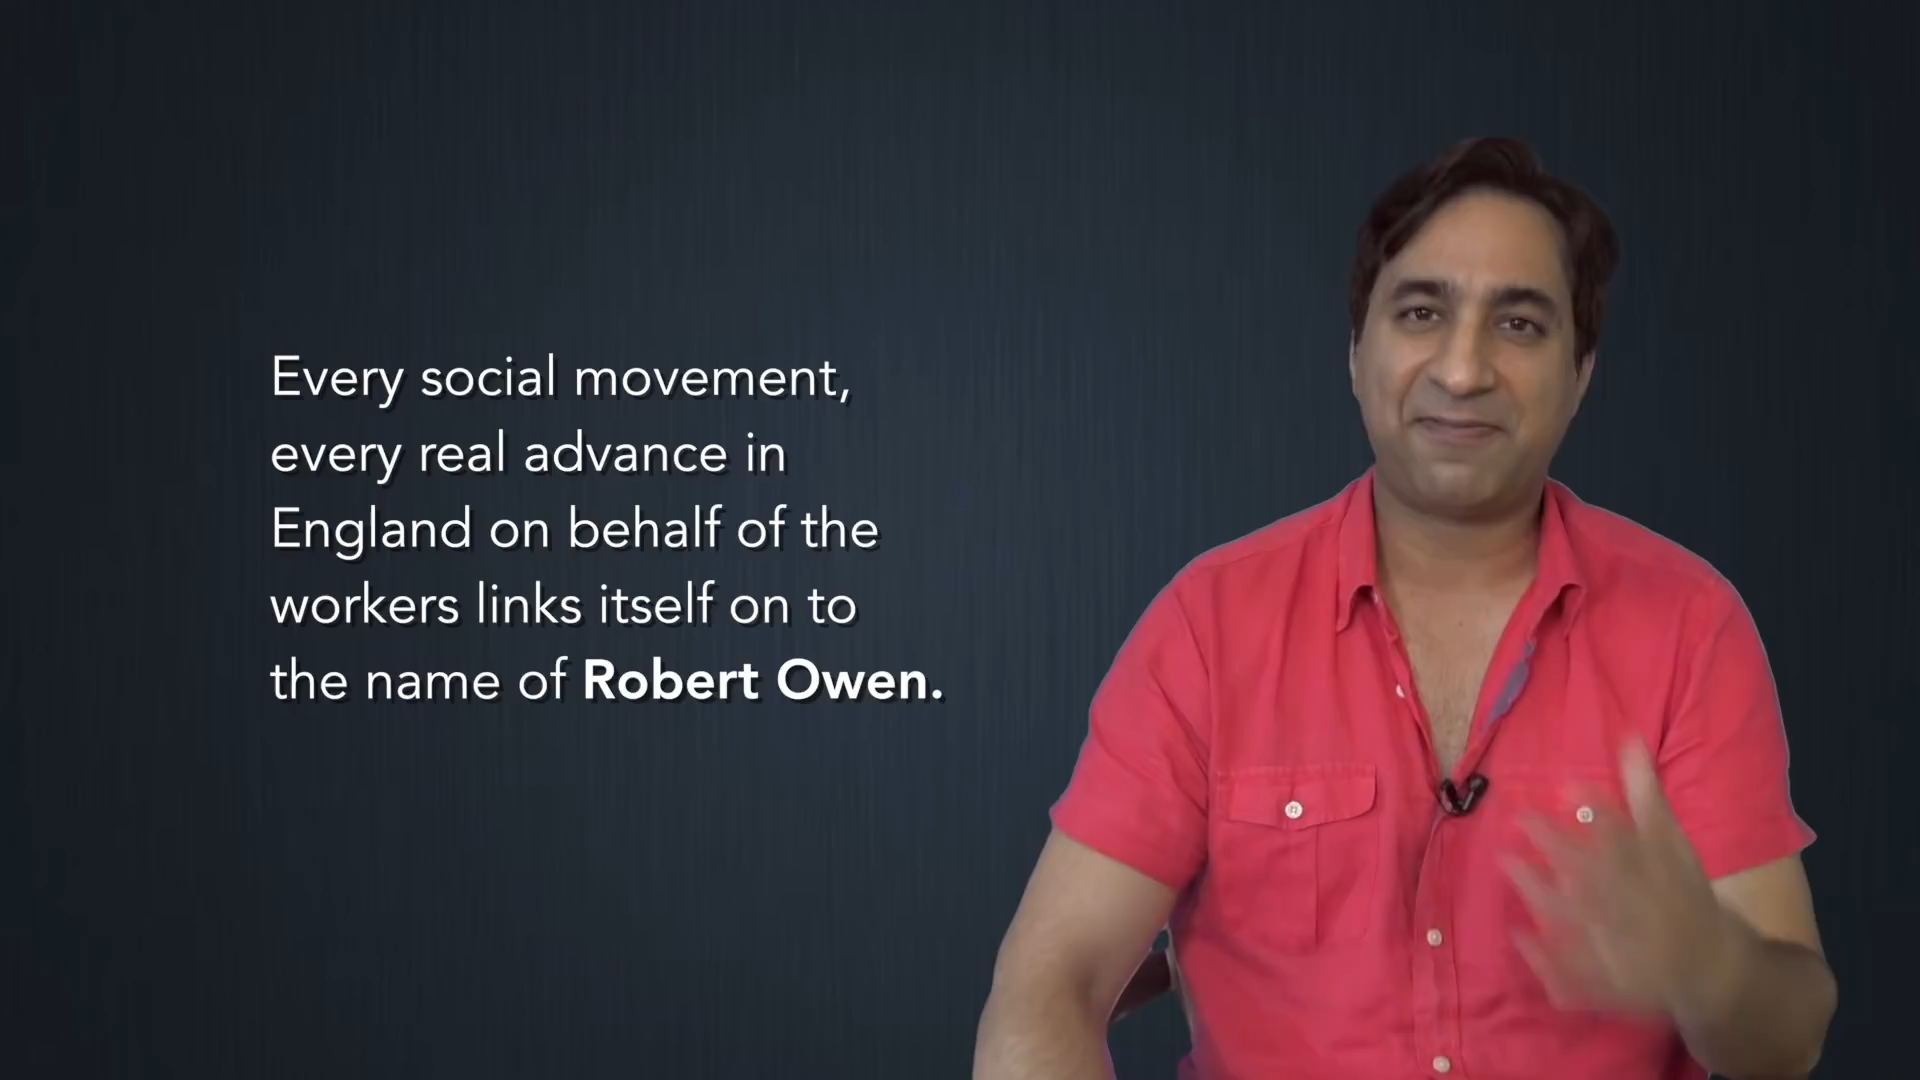 Every social movement,
every real advance in
England on behalf of the
workers links itself on to
the name of Robert Owen.